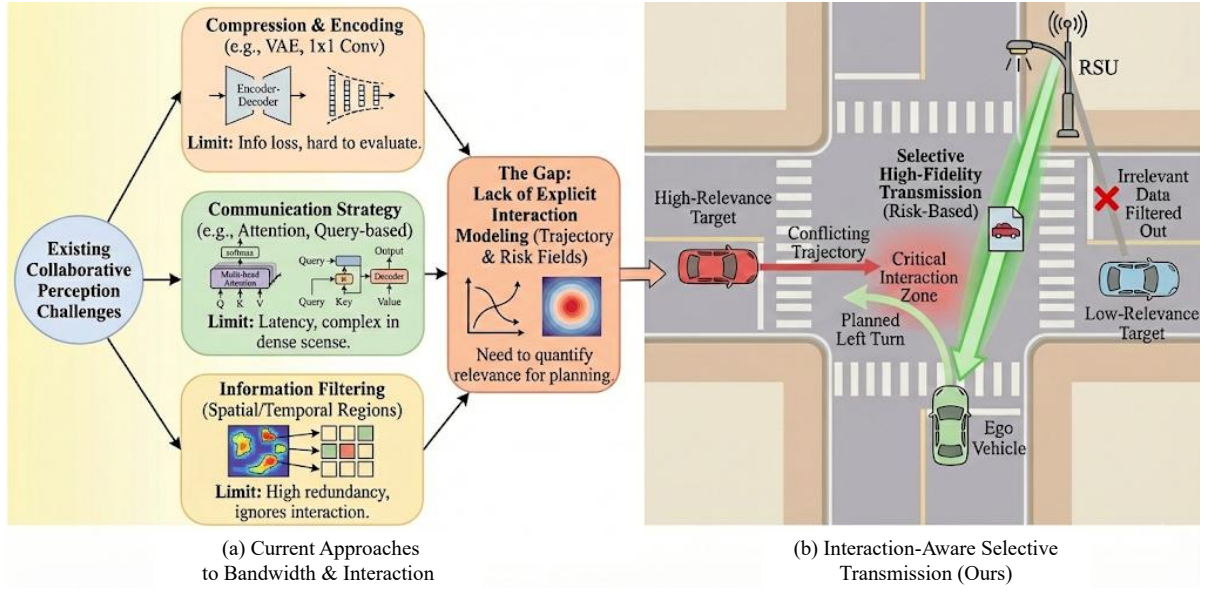 Existing
Collaborative
Perception
Challenges
Compression & Encoding
(e.g., VAE, 1x1 Conv)
Encoder-
Decoder
Limit: Info loss, hard to evaluate.
Communication Strategy
(e.g., Attention, Query-based)
softmax
Multi-head
Attention
Q K V
Query
Query
Key
Output
Decoder
Value
Limit: Latency, complex in
dense scense.
Information Filtering
(Spatial/Temporal Regions)
Limit: High redundancy,
ignores interaction.
The Gap:
Lack of Explicit
Interaction
Modeling (Trajectory
& Risk Fields)
Need to quantify
relevance for planning.
(a) Current Approaches
to Bandwidth & Interaction
RSU
Selective
High-Fidelity
Transmission
(Risk-Based)
Irrelevant
Data
Filtered
Out
High-Relevance
Target
Conflicting
Trajectory
Critical
Interaction
Zone
Planned
Left Turn
Low-Relevance
Target
Ego
Vehicle
(b) Interaction-Aware Selective
Transmission (Ours)